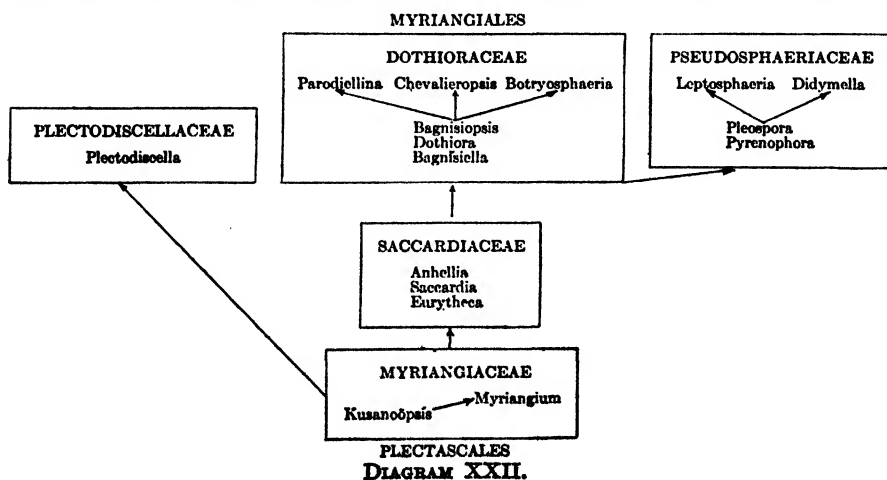 MYRIANGIALES
DOTHIORACEAE
Parodiellina Chevalieropsis Botryosphaeria
Bagnisiopsis
Dothiora
Bagnisiella
PSEUDOSPHAERIACEAE
Leptosphaeria Didymella
Pleospora
Pyrenophora
PLECTODISCELLACEAE
Plectodiscella
SACCARDIACEAE
Anhellia
Saccardia
Eurytheca
MYRIANGIACEAE
Kusanoöpsis Myriangium
PLECTASCALES
DIAGRAM XXII.